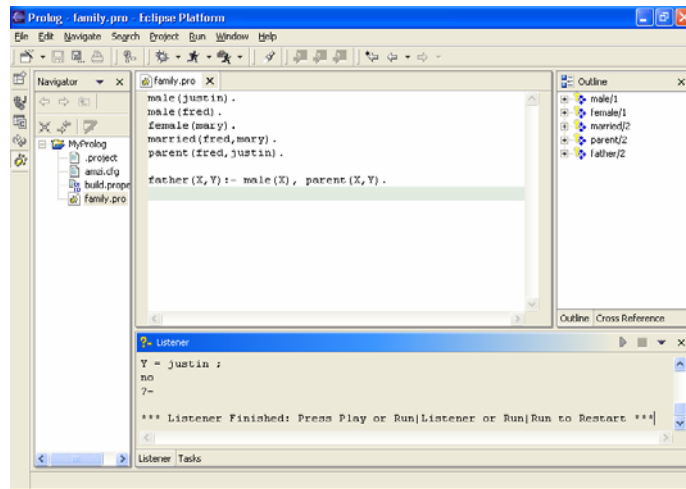 Prolog - family.pro - Eclipse Platform
File Edit Navigate Search Project Run Window Help
Navigator
MyProlog
.project
amzi.cfg
build.prope
family.pro
family.pro
male(justin).
male(fred).
female(mary).
married(fred,mary).
parent(fred,justin).
father(X,Y):- male(X), parent(X,Y).
Outline
male/1
female/1
married/2
parent/2
father/2
Outline Cross Reference
?- Listener
Y = justin ;
no
?-
*** Listener Finished: Press Play or Run|Listener or Run|Run to Restart ***
Listener Tasks